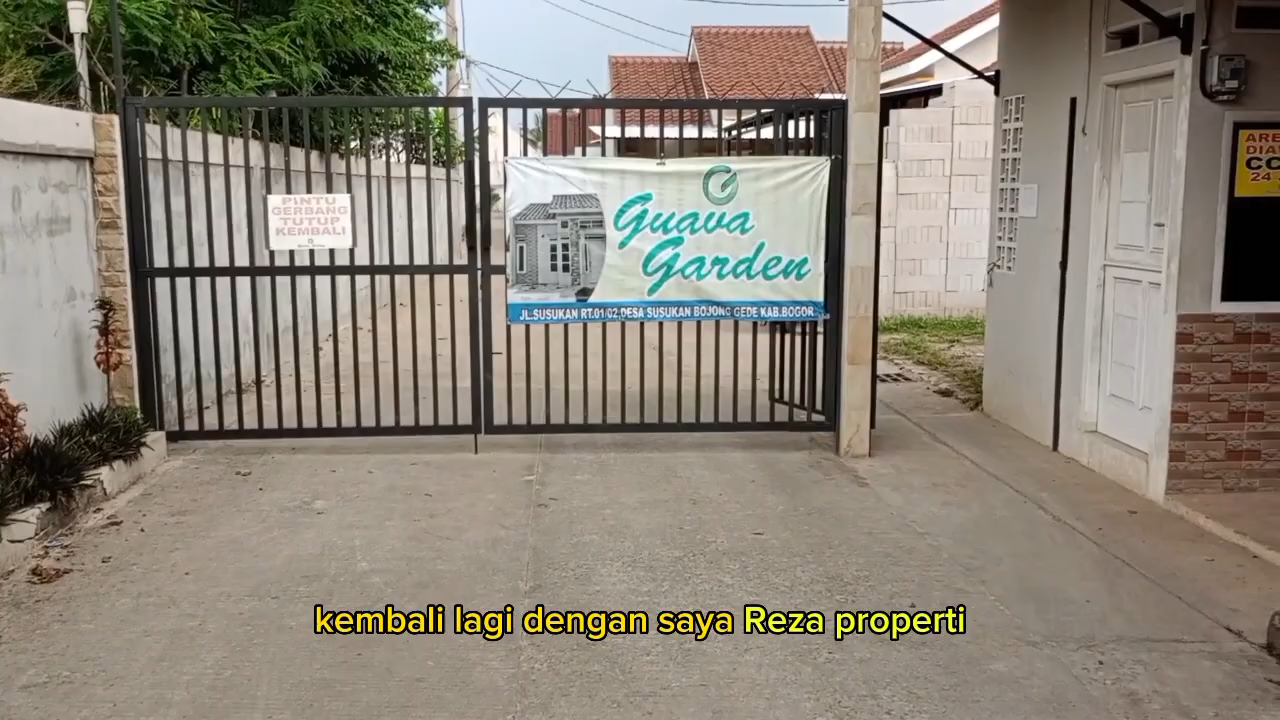 PINTU
GERBANG
TUTUP
KEMBALI
Guava
Garden
JL.SUSUKAN RT.01/02,DESA SUSUKAN BOJONG GEDE KAB.BOGOR
24
kembali lagi dengan saya Reza properti